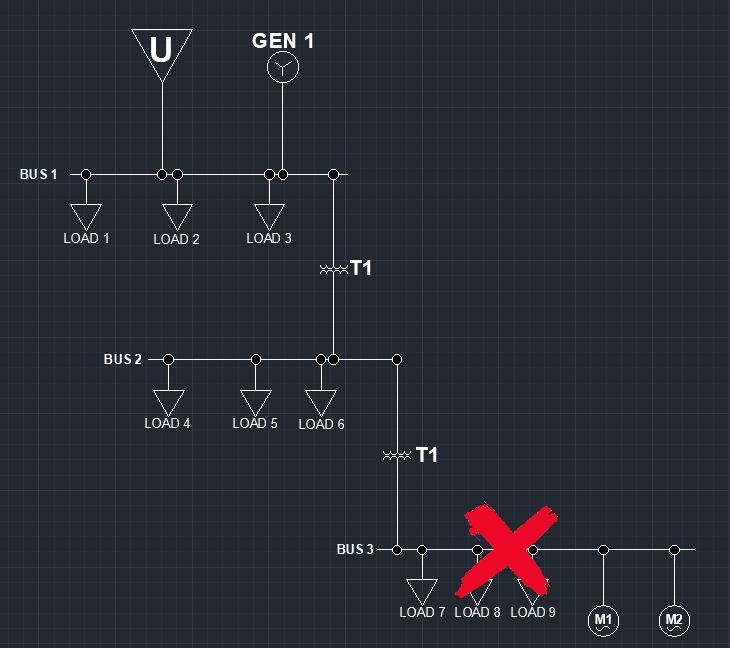 U
GEN 1
BUS 1
LOAD 1
LOAD 2
LOAD 3
T1
BUS 2
LOAD 4
LOAD 5
LOAD 6
T1
BUS 3
LOAD 7
LOAD 8
LOAD 9
M1
M2